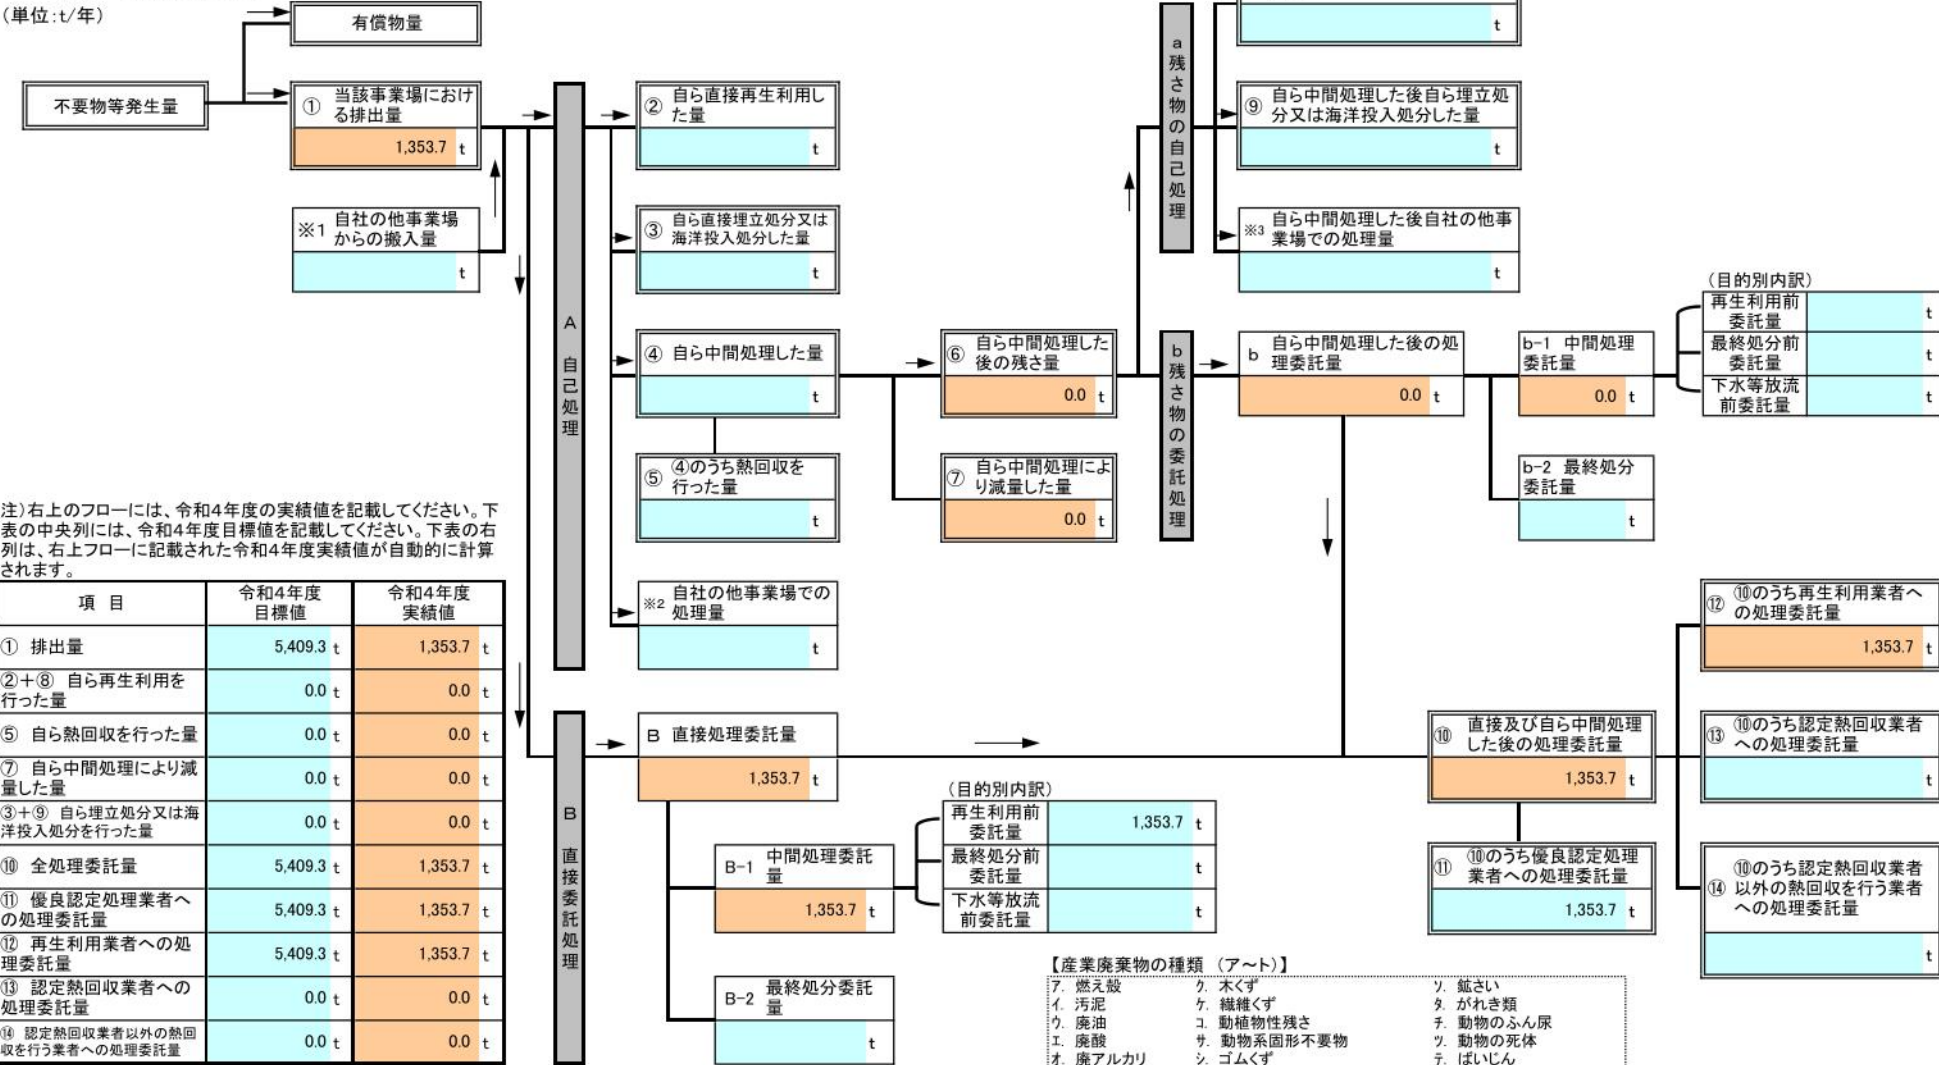 (単位:t/年)
有償物量
不要物等発生量
① 当該事業場におけ
る排出量
1,353.7 t
※1 自社の他事業場
からの搬入量
t
A 自己処理
② 自ら直接再生利用し
た量
t
③ 自ら直接埋立処分又は
海洋投入処分した量
t
④ 自ら中間処理した量
t
⑤ ④のうち熱回収を
行った量
t
※2 自社の他事業場での
処理量
t
⑥ 自ら中間処理した
後の残さ量
0.0 t
⑦ 自ら中間処理によ
り減量した量
0.0 t
a残さ物の自己処理
t
⑨ 自ら中間処理した後自ら埋立処
分又は海洋投入処分した量
t
※3 自ら中間処理した後自社の他事
業場での処理量
t
b残さ物の委託処理
b 自ら中間処理した後の処
理委託量
0.0 t
b-1 中間処理
委託量
0.0 t
b-2 最終処分
委託量
t
(目的別内訳)
再生利用前
委託量
t
最終処分前
委託量
t
下水等放流
前委託量
t
注)右上のフローには、令和4年度の実績値を記載してください。下
表の中央列には、令和4年度目標値を記載してください。下表の右
列は、右上フローに記載された令和4年度実績値が自動的に計算
されます。
項 目
令和4年度
目標値
令和4年度
実績値
① 排出量 5,409.3 t 1,353.7 t
②+⑧ 自ら再生利用を
行った量 0.0 t 0.0 t
⑤ 自ら熱回収を行った量 0.0 t 0.0 t
⑦ 自ら中間処理により減
量した量 0.0 t 0.0 t
③+⑨ 自ら埋立処分又は海
洋投入処分を行った量 0.0 t 0.0 t
⑩ 全処理委託量 5,409.3 t 1,353.7 t
⑪ 優良認定処理業者へ
の処理委託量 5,409.3 t 1,353.7 t
⑫ 再生利用業者への処
理委託量 5,409.3 t 1,353.7 t
⑬ 認定熱回収業者への
処理委託量 0.0 t 0.0 t
⑭ 認定熱回収業者以外の熱回
収を行う業者への処理委託量 0.0 t 0.0 t
B 直接委託処理
B 直接処理委託量
1,353.7 t
B-1 中間処理委託
量
1,353.7 t
B-2 最終処分委託
量
t
(目的別内訳)
再生利用前
委託量
1,353.7 t
最終処分前
委託量
t
下水等放流
前委託量
t
⑩ 直接及び自ら中間処理
した後の処理委託量
1,353.7 t
⑪ ⑩のうち優良認定処理
業者への処理委託量
1,353.7 t
⑫ ⑩のうち再生利用業者へ
の処理委託量
1,353.7 t
⑬ ⑩のうち認定熱回収業者
への処理委託量
t
⑭ ⑩のうち認定熱回収業者
以外の熱回収を行う業者
への処理委託量
t
【産業廃棄物の種類 (ア~ト)】
ア. 燃え殻 ク. 木くず ソ. 鉱さい
イ. 汚泥 ケ. 繊維くず タ. がれき類
ウ. 廃油 コ. 動植物性残さ チ. 動物のふん尿
エ. 廃酸 サ. 動物系固形不要物 ツ. 動物の死体
オ. 廃アルカリ シ. ゴムくず テ. ばいじん